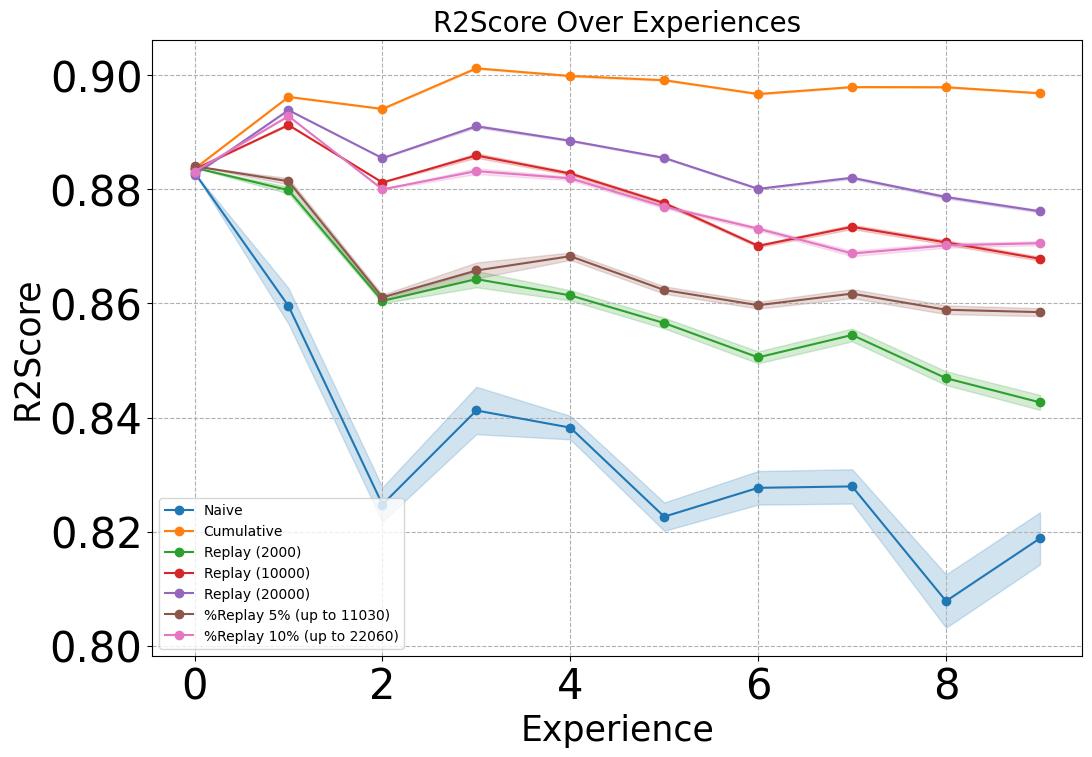 R2Score Over Experiences
R2Score
0.90
0.88
0.86
0.84
0.82
0.80
Naive
Cumulative
Replay (2000)
Replay (10000)
Replay (20000)
%Replay 5% (up to 11030)
%Replay 10% (up to 22060)
0 2 4 6 8
Experience